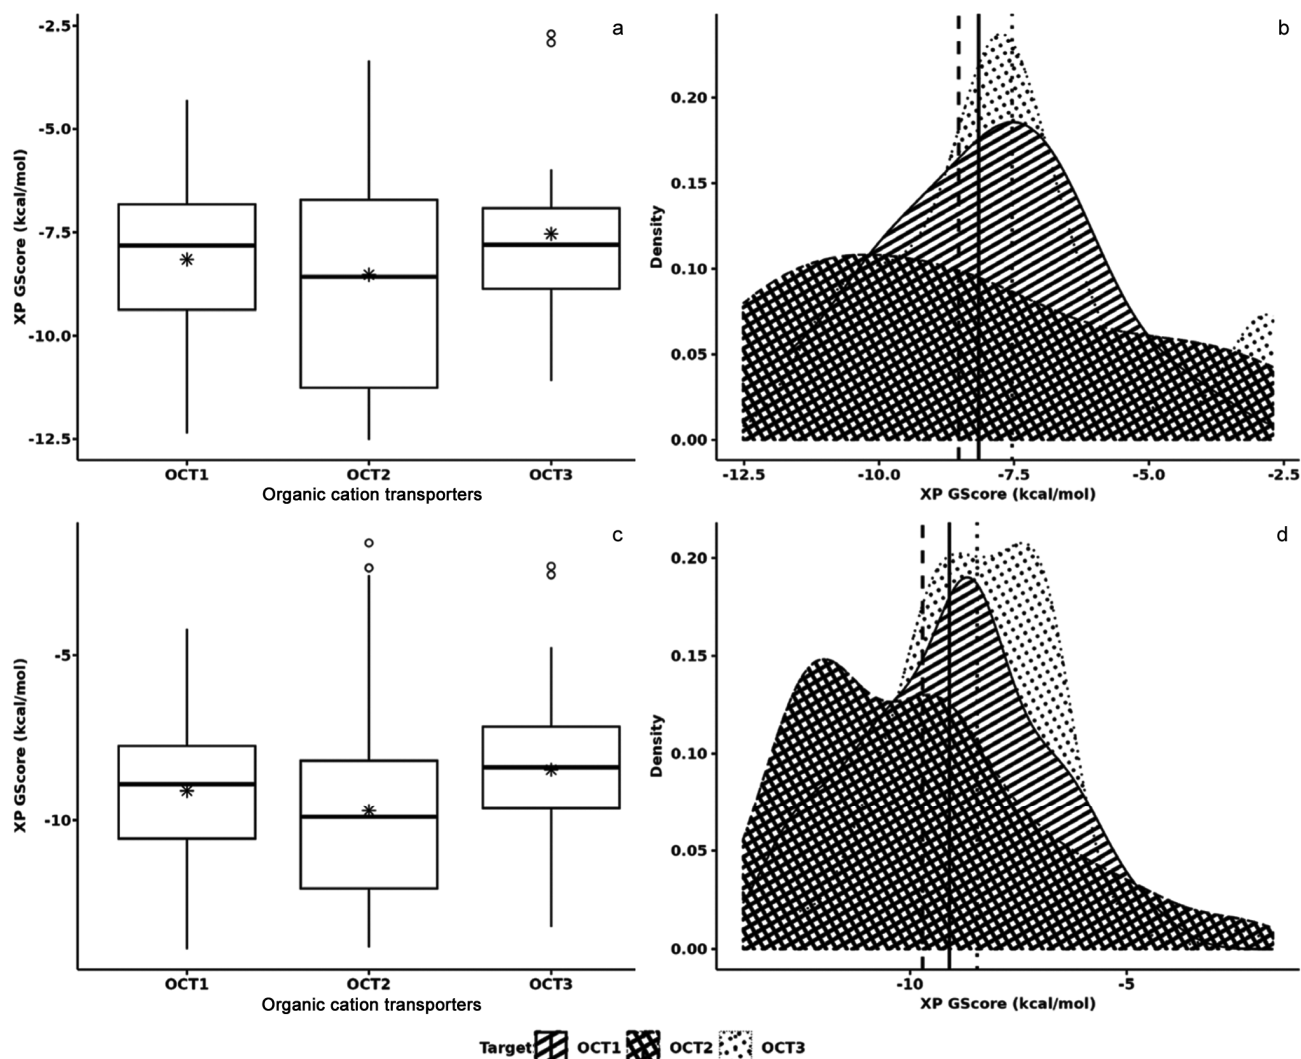 a
XP GScore (kcal/mol)
-2.5
-5.0
-7.5
-10.0
-12.5
OCT1 OCT2 OCT3
Organic cation transporters
b
Density
0.20
0.15
0.10
0.05
0.00
-12.5 -10.0 -7.5 -5.0 -2.5
XP GScore (kcal/mol)
c
XP GScore (kcal/mol)
-5
-10
OCT1 OCT2 OCT3
Organic cation transporters
d
Density
0.20
0.15
0.10
0.05
0.00
-10 -5
XP GScore (kcal/mol)
Target OCT1 OCT2 OCT3